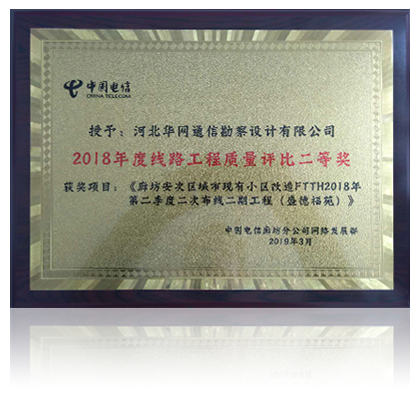 中国电信
CHINA TELECOM
授予：河北华网通信勘察设计有限公司
2018年度线路工程质量评比二等奖
获奖项目：《廊坊安次区城市现有小区改造FTTH2018年
第二季度二次布线二期工程（盛德福苑）》
中国电信廊坊分公司网络发展部
2019年3月